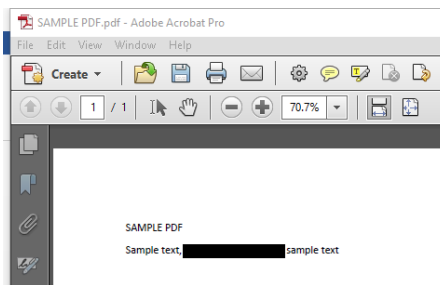 SAMPLE PDF.pdf - Adobe Acrobat Pro
File Edit View Window Help
Create
1 / 1 70.7%
SAMPLE PDF
Sample text, sample text